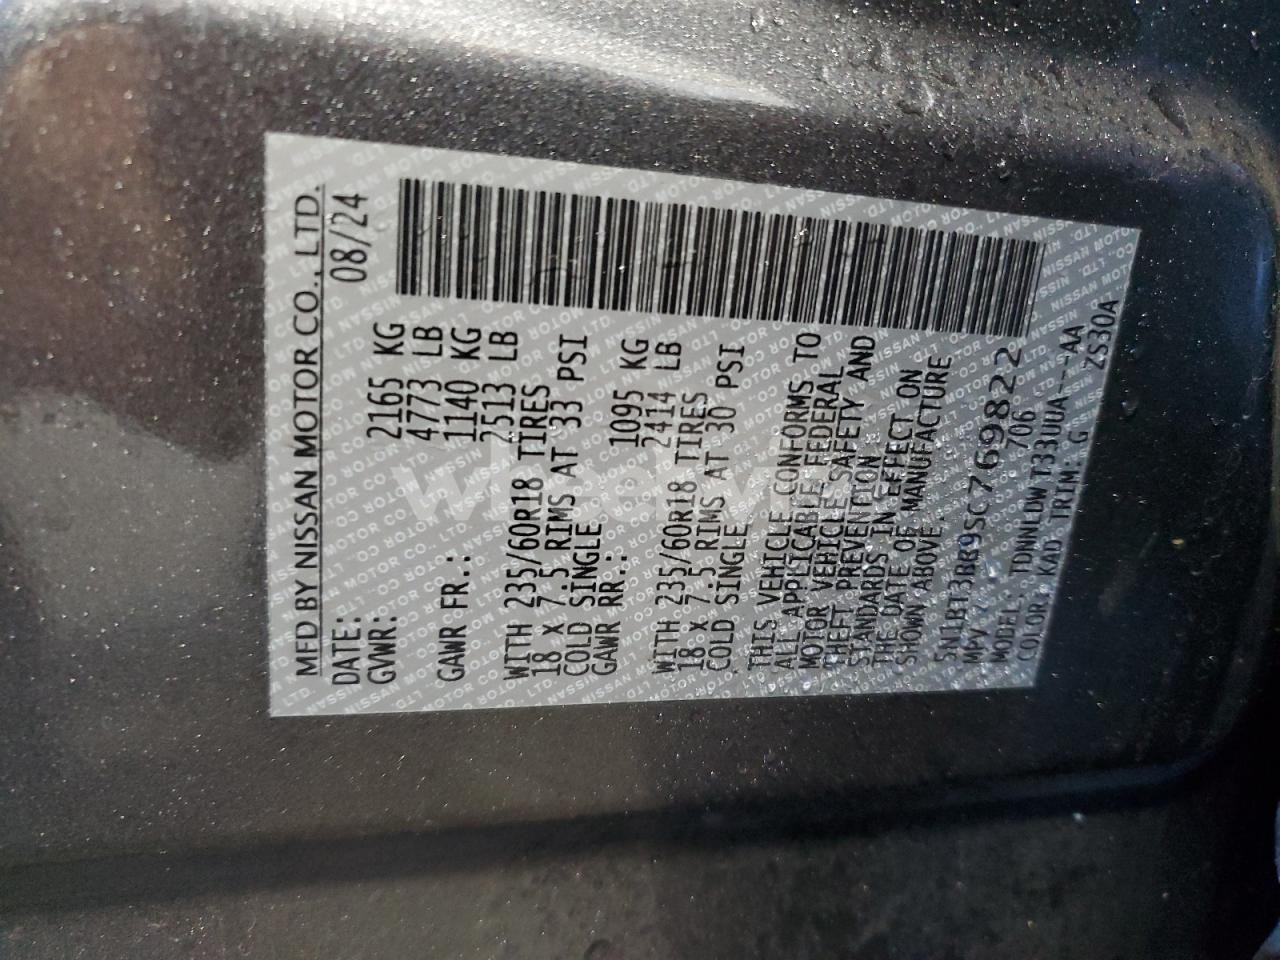 MFD BY NISSAN MOTOR CO., LTD.
DATE: 08/24
GVWR: 2165 KG
4773 LB
GAWR FR.: 1140 KG
2513 LB
WITH 235/60R18 TIRES
18 X 7.5 RIMS AT 33 PSI
COLD SINGLE
GAWR RR.: 1095 KG
2414 LB
WITH 235/60R18 TIRES
18 X 7.5 RIMS AT 30 PSI
COLD SINGLE
THIS VEHICLE CONFORMS TO
ALL APPLICABLE FEDERAL
MOTOR VEHICLE SAFETY AND
THEFT PREVENTION
STANDARDS IN EFFECT ON
THE DATE OF MANUFACTURE
SHOWN ABOVE.
5N1BT3BB9SC769822
MPV 706
MODEL: TDNNLDWT33UUA---AA
COLOR: KAD TRIM: G ZS30A